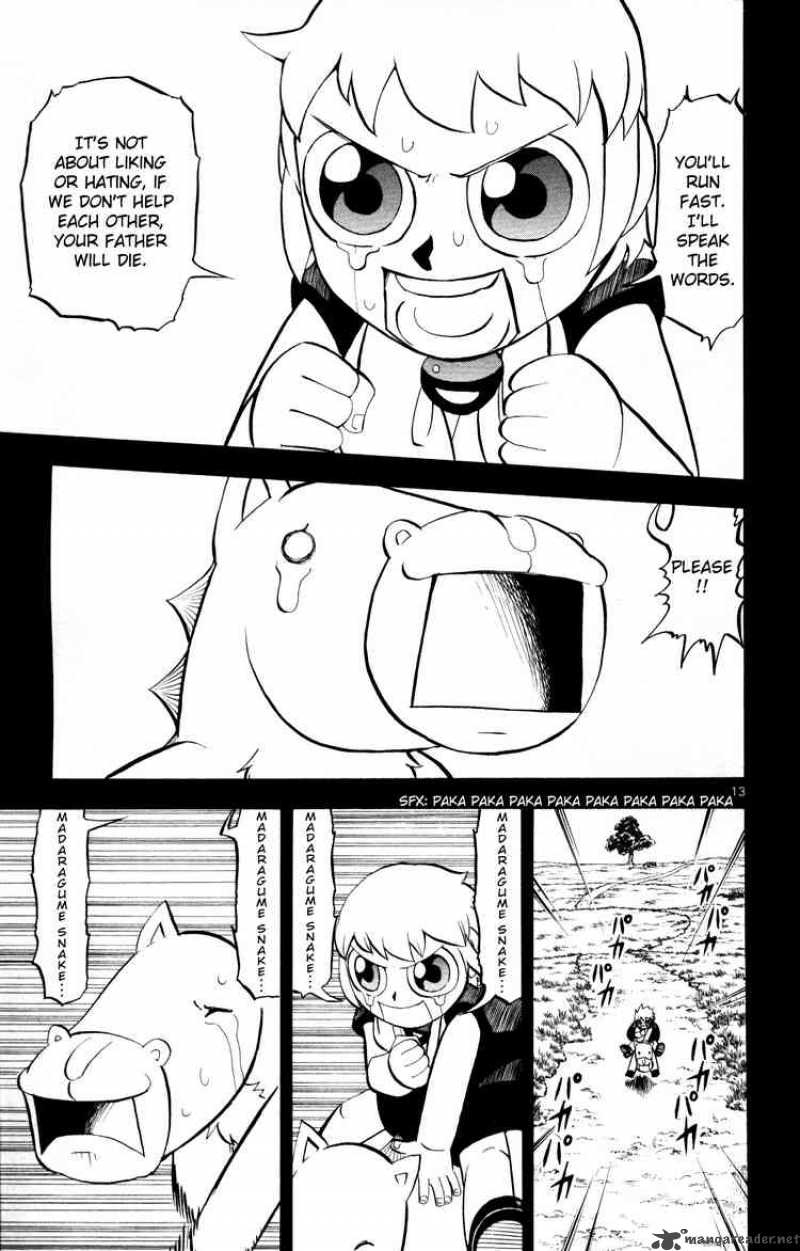 YOU'LL
RUN
FAST.
I'LL
SPEAK
THE
WORDS.
IT'S NOT
ABOUT LIKING
OR HATING, IF
WE DON'T HELP
EACH OTHER,
YOUR FATHER
WILL DIE.
PLEASE
!!
13
SFX: PAKA PAKA PAKA PAKA PAKA PAKA PAKA PAKA
パカ
パカ
パカ
パカ
パカ
パカ
パカ
パカ
MADARAGUME SNAKE...
MADARAGUME SNAKE...
MADARAGUME SNAKE...
MADARAGUME SNAKE...
mangareader.net